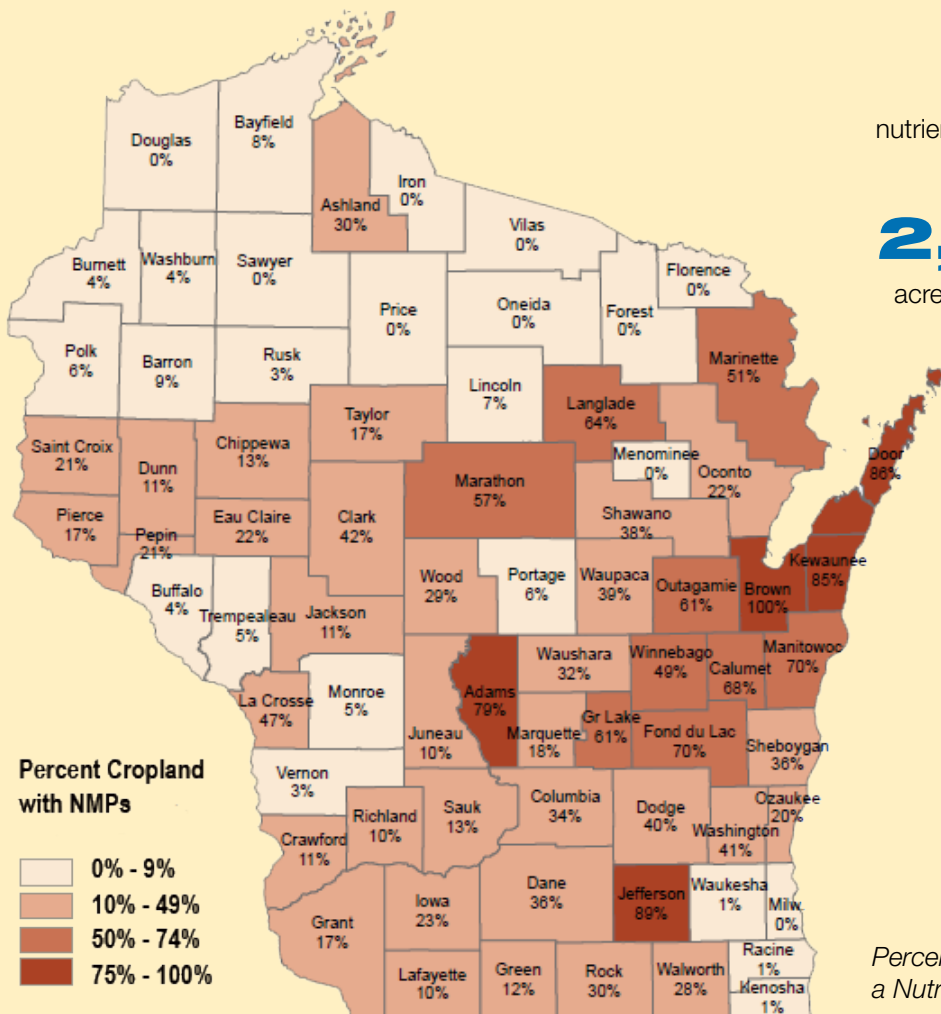 nutrien
2
acre
Douglas
0%
Bayfield
8%
Ashland
30%
Iron
0%
Vilas
0%
Burnett
4%
Washburn
4%
Sawyer
0%
Price
0%
Oneida
0%
Forest
0%
Florence
0%
Polk
6%
Barron
9%
Rusk
3%
Lincoln
7%
Langlade
64%
Marinette
51%
Taylor
17%
Saint Croix
21%
Dunn
11%
Chippewa
13%
Marathon
57%
Menominee
0%
Oconto
22%
Door
86%
Pierce
17%
Pepin
21%
Eau Claire
22%
Clark
42%
Shawano
38%
Buffalo
4%
Trempealeau
5%
Jackson
11%
Wood
29%
Portage
6%
Waupaca
39%
Outagamie
61%
Brown
100%
Kewaunee
85%
La Crosse
47%
Monroe
5%
Juneau
10%
Adams
79%
Waushara
32%
Winnebago
49%
Calumet
68%
Manitowoc
70%
Marquette
18%
Gr Lake
61%
Fond du Lac
70%
Sheboygan
36%
Vernon
3%
Crawford
11%
Richland
10%
Sauk
13%
Columbia
34%
Dodge
40%
Washington
41%
Ozaukee
20%
Grant
17%
Iowa
23%
Dane
36%
Jefferson
89%
Waukesha
1%
Milw.
0%
Lafayette
10%
Green
12%
Rock
30%
Walworth
28%
Racine
1%
Kenosha
1%
Percent Cropland
with NMPs
0% - 9%
10% - 49%
50% - 74%
75% - 100%
Percen
a Nutr